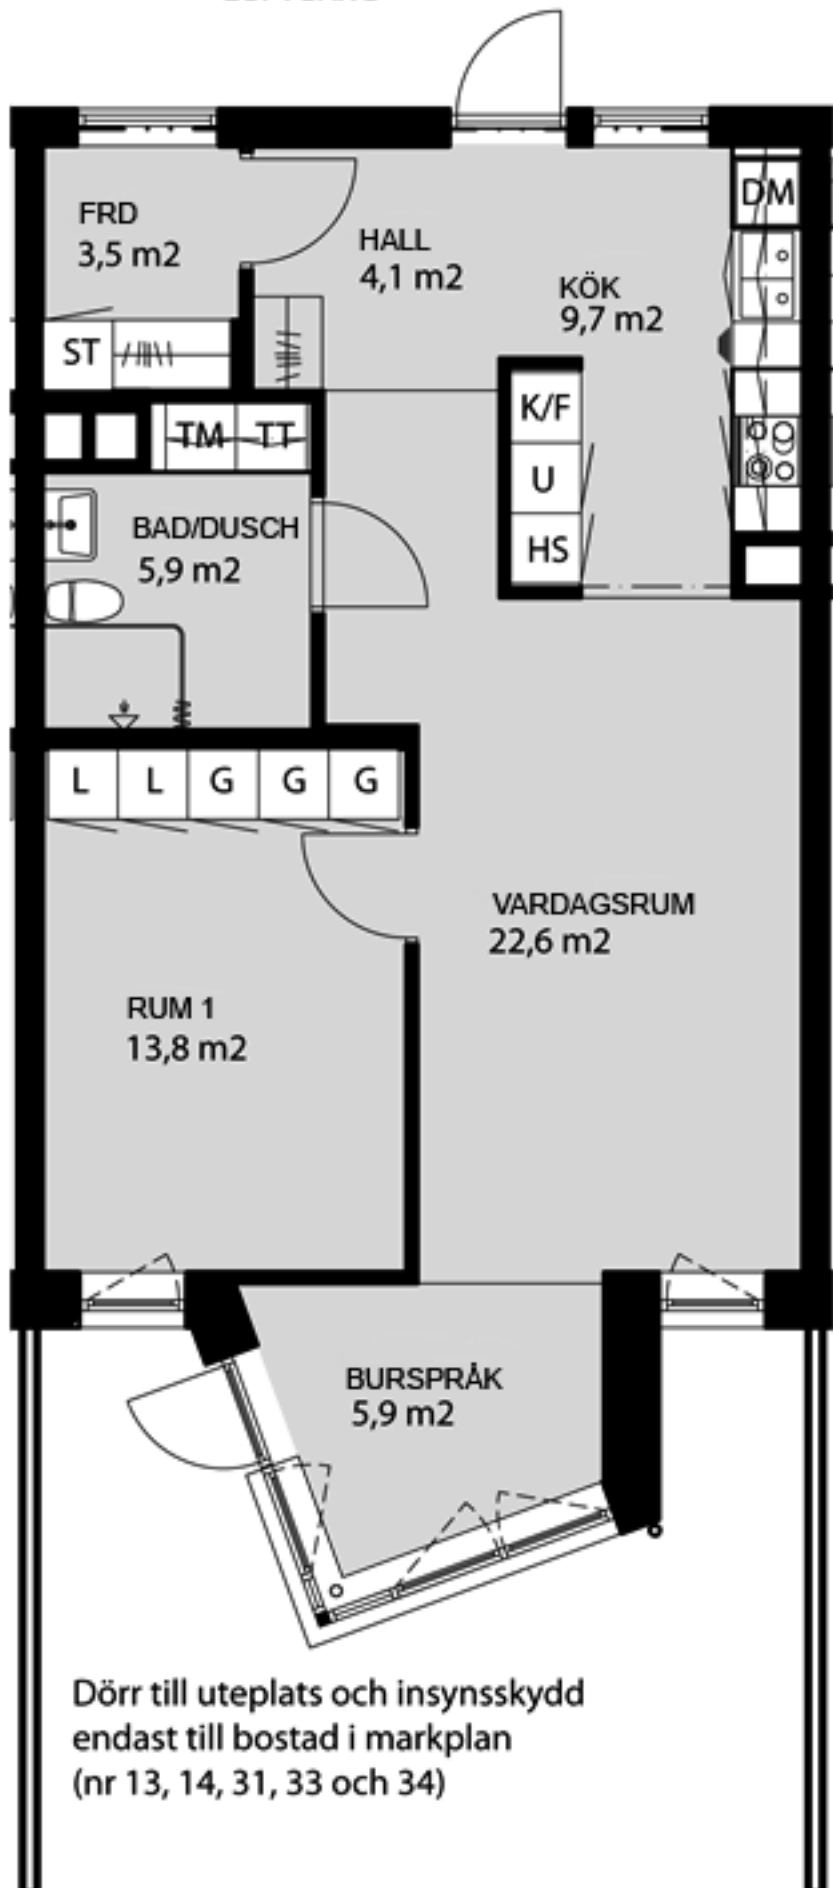 FRD
3,5 m2
HALL
4,1 m2
KÖK
9,7 m2
DM
ST
K/F
U
HS
TM
TT
BAD/DUSCH
5,9 m2
L
L
G
G
G
VARDAGSRUM
22,6 m2
RUM 1
13,8 m2
BURSPRÅK
5,9 m2
Dörr till uteplats och insynsskydd
endast till bostad i markplan
(nr 13, 14, 31, 33 och 34)